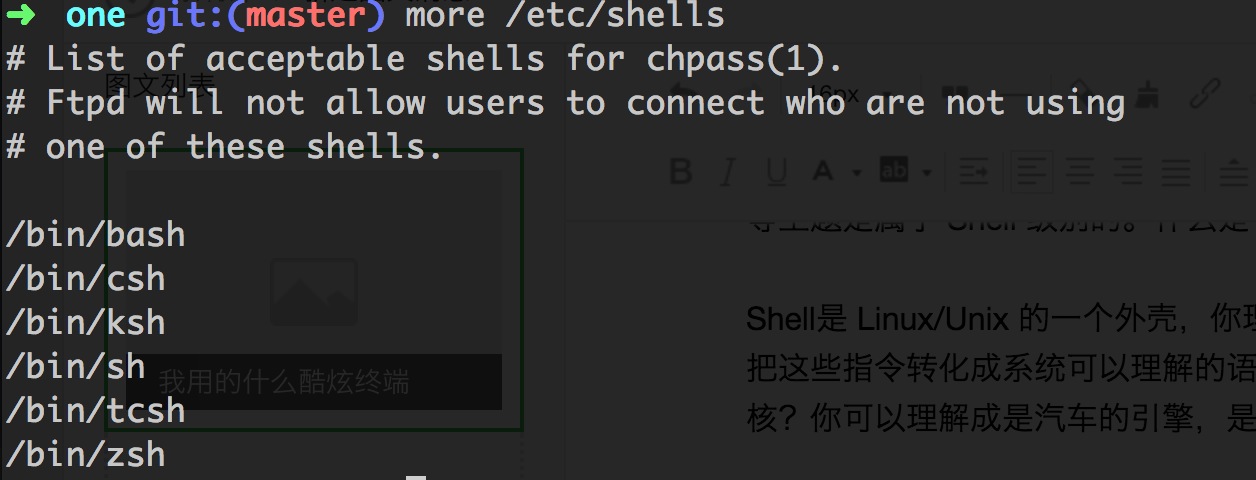 ➜ one git:(master) more /etc/shells
# List of acceptable shells for chpass(1).
图文列表
16px
# Ftpd will not allow users to connect who are not using
# one of these shells.
B I U A ab
/bin/bash
/bin/csh
/bin/ksh
/bin/sh
/bin/tcsh
/bin/zsh
我用的什么酷炫终端
Shell是 Linux/Unix 的一个外壳，你理
把这些指令转化成系统可以理解的语
核？你可以理解成是汽车的引擎，是